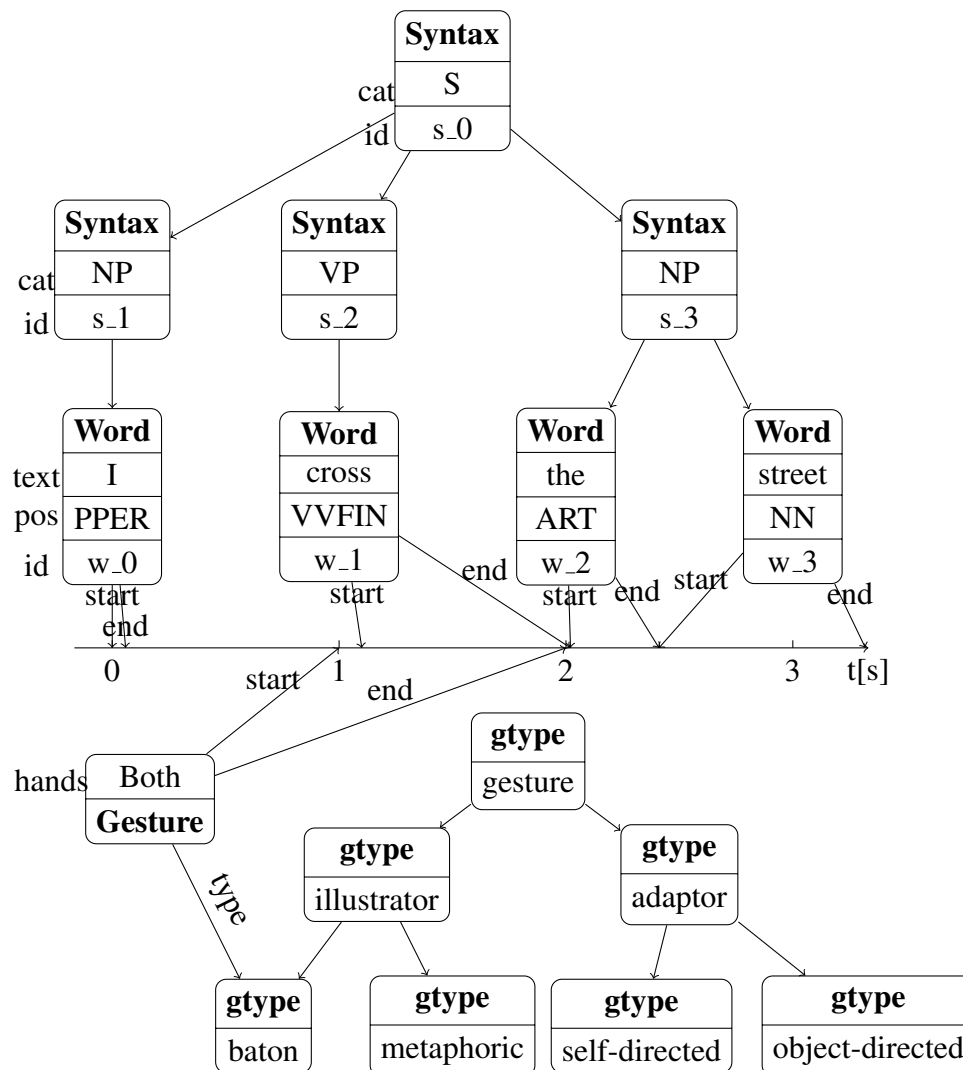 Syntax
cat S
id s_0
Syntax Syntax Syntax
cat NP VP NP
id s_1 s_2 s_3
Word Word Word Word
text I cross the street
pos PPER VVFIN ART NN
id w_0 w_1 w_2 w_3
start start end start end start end
end
0 1 2 3 t[s]
start end
gtype
hands Both gesture
Gesture
gtype gtype
illustrator adaptor
type
gtype gtype gtype gtype
baton metaphoric self-directed object-directed